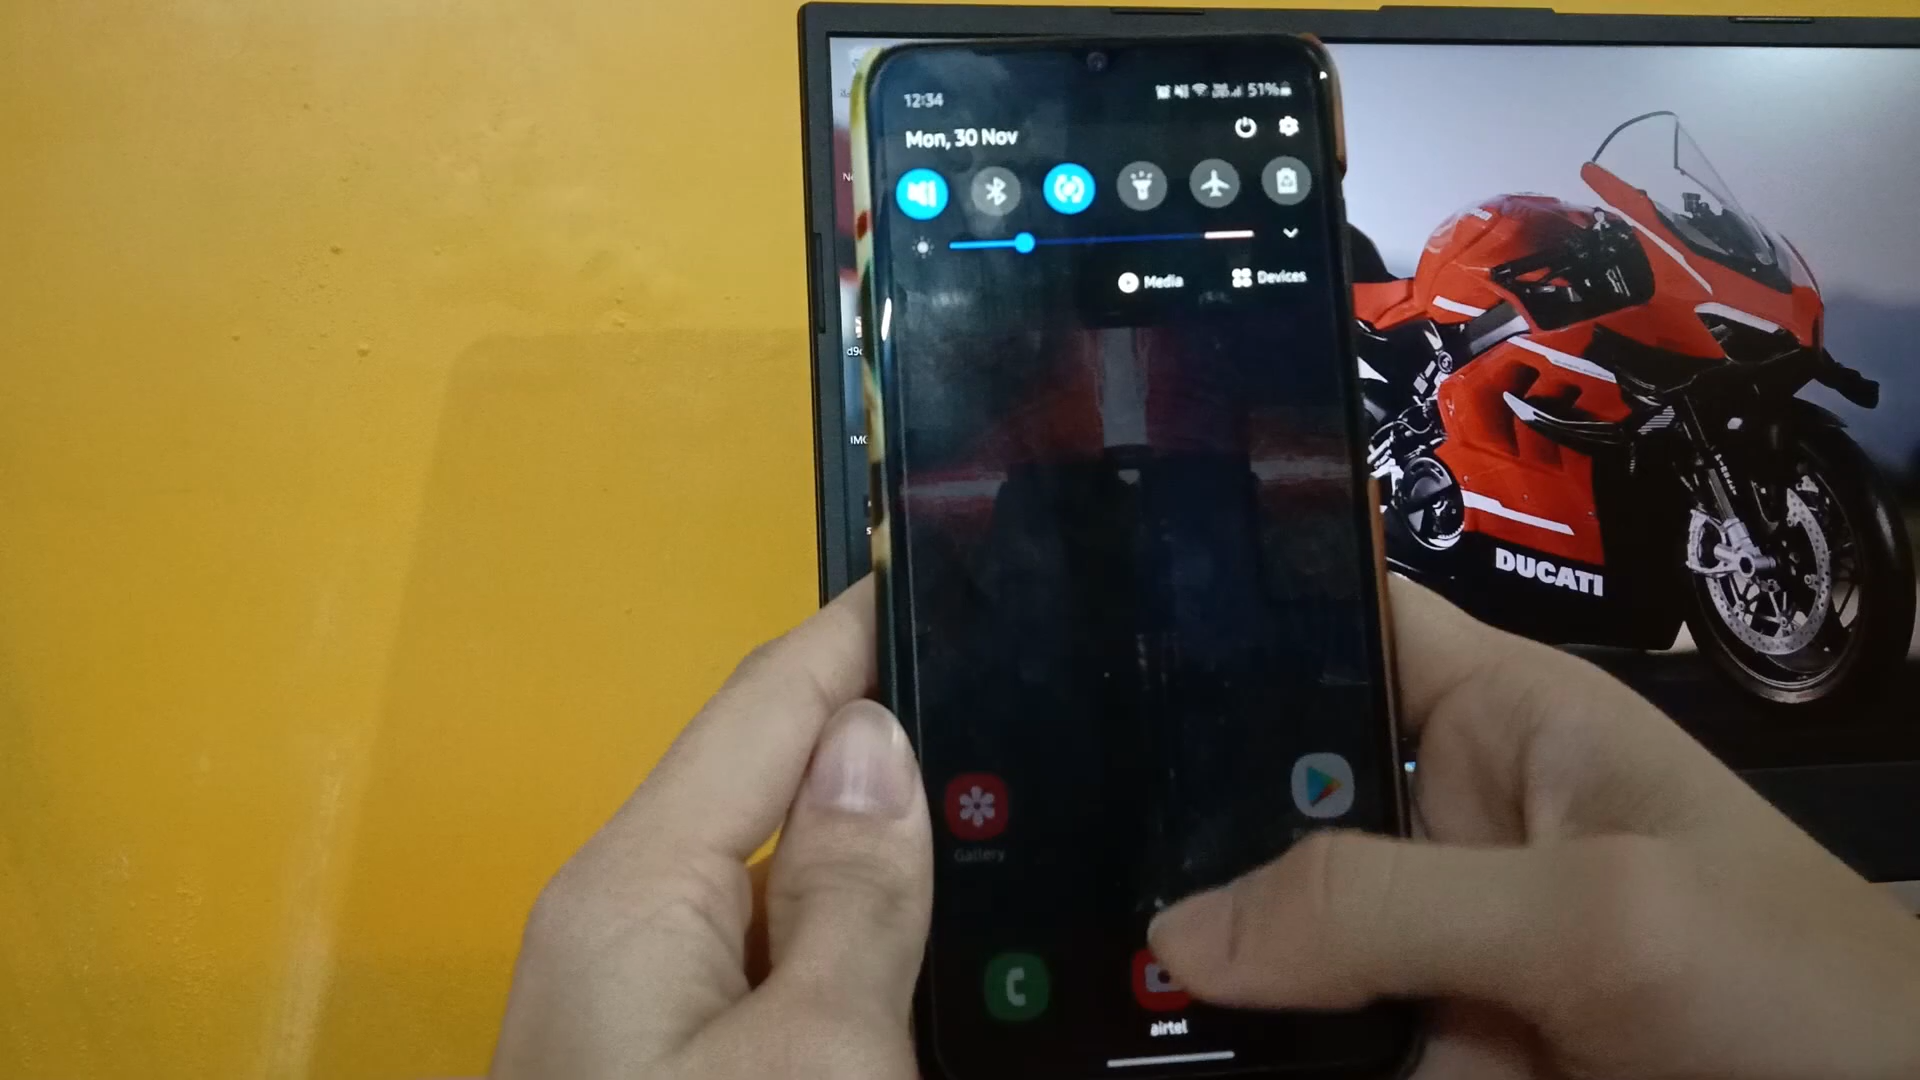 12:34
51%
Mon, 30 Nov
Media
Devices
DUCATI
Gallery
airtel